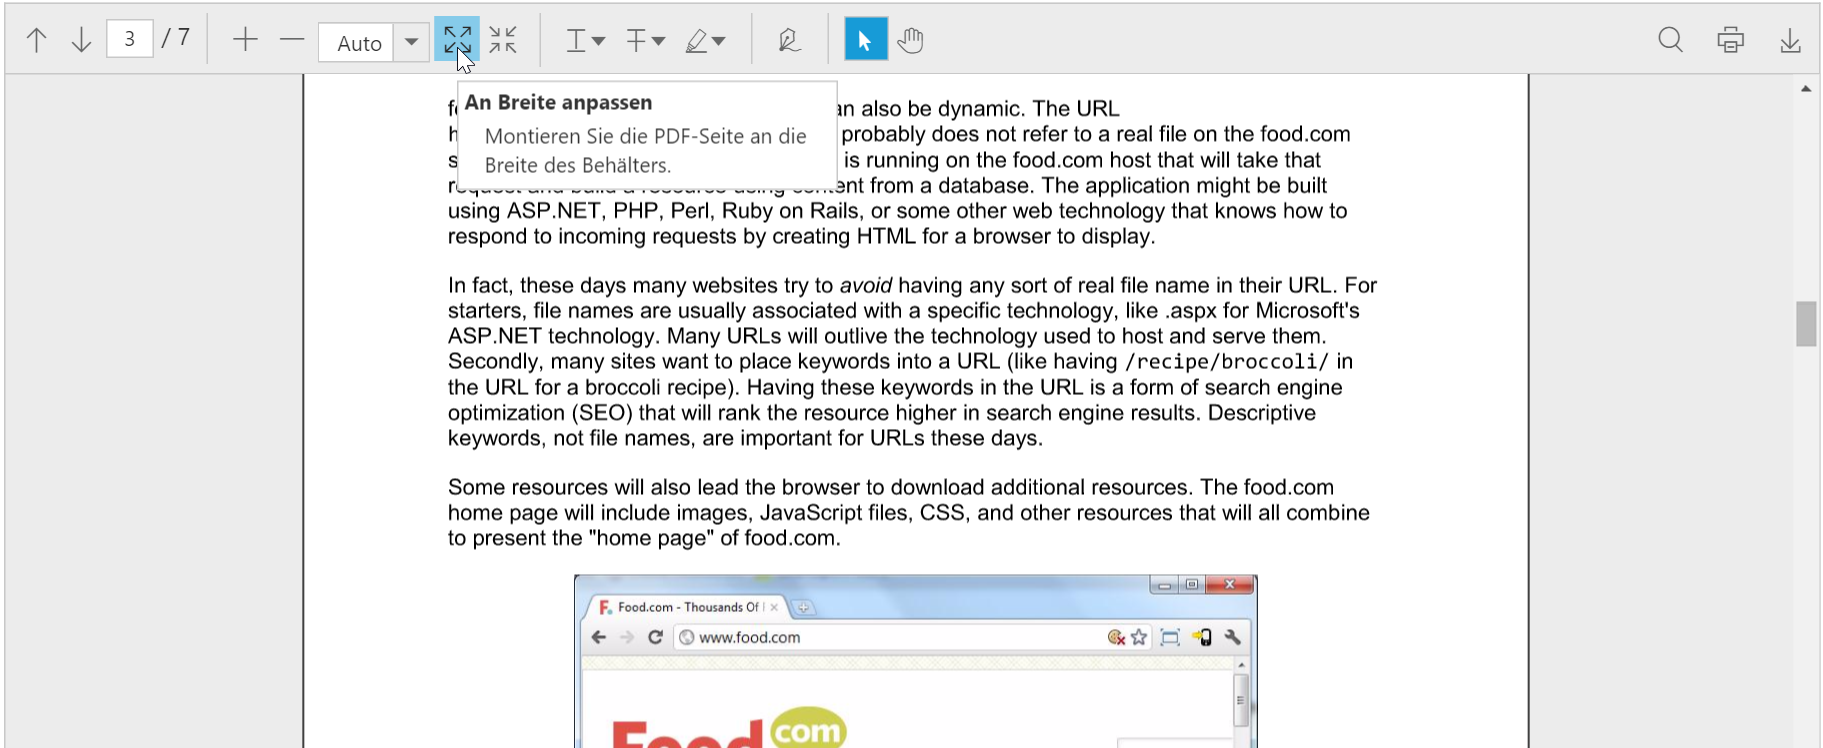 3 / 7
Auto
An Breite anpassen
Montieren Sie die PDF-Seite an die
Breite des Behälters.
an also be dynamic. The URL
probably does not refer to a real file on the food.com
is running on the food.com host that will take that
request and build a resource using content from a database. The application might be built
using ASP.NET, PHP, Perl, Ruby on Rails, or some other web technology that knows how to
respond to incoming requests by creating HTML for a browser to display.
In fact, these days many websites try to avoid having any sort of real file name in their URL. For
starters, file names are usually associated with a specific technology, like .aspx for Microsoft's
ASP.NET technology. Many URLs will outlive the technology used to host and serve them.
Secondly, many sites want to place keywords into a URL (like having /recipe/broccoli/ in
the URL for a broccoli recipe). Having these keywords in the URL is a form of search engine
optimization (SEO) that will rank the resource higher in search engine results. Descriptive
keywords, not file names, are important for URLs these days.
Some resources will also lead the browser to download additional resources. The food.com
home page will include images, JavaScript files, CSS, and other resources that will all combine
to present the "home page" of food.com.
F. Food.com - Thousands Of
www.food.com
Food com